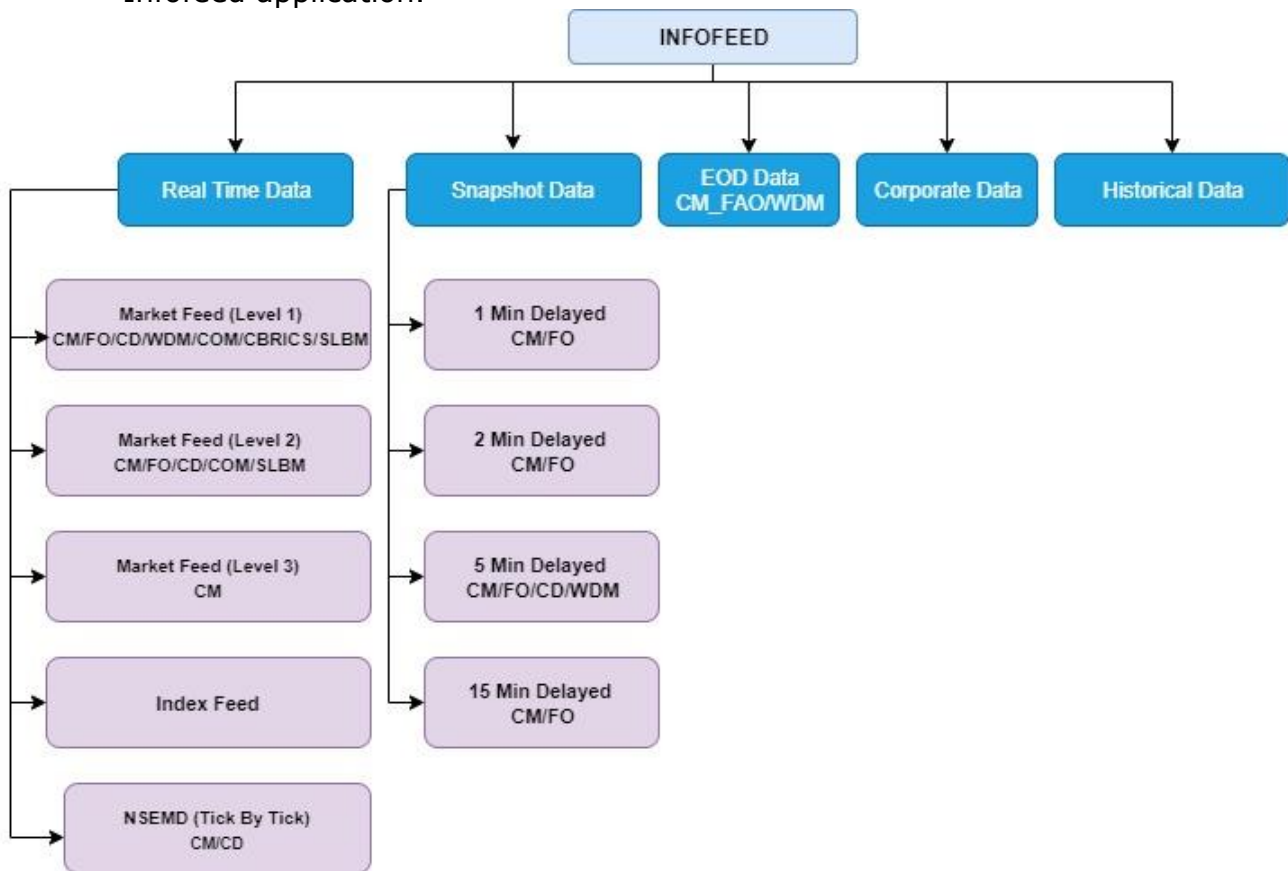 Infofeed application.
INFOFEED
Real Time Data
Snapshot Data
EOD Data
CM_FAO/WDM
Corporate Data
Historical Data
Market Feed (Level 1)
CM/FO/CD/WDM/COM/CBRICS/SLBM
1 Min Delayed
CM/FO
Market Feed (Level 2)
CM/FO/CD/COM/SLBM
2 Min Delayed
CM/FO
Market Feed (Level 3)
CM
5 Min Delayed
CM/FO/CD/WDM
Index Feed
15 Min Delayed
CM/FO
NSEMD (Tick By Tick)
CM/CD